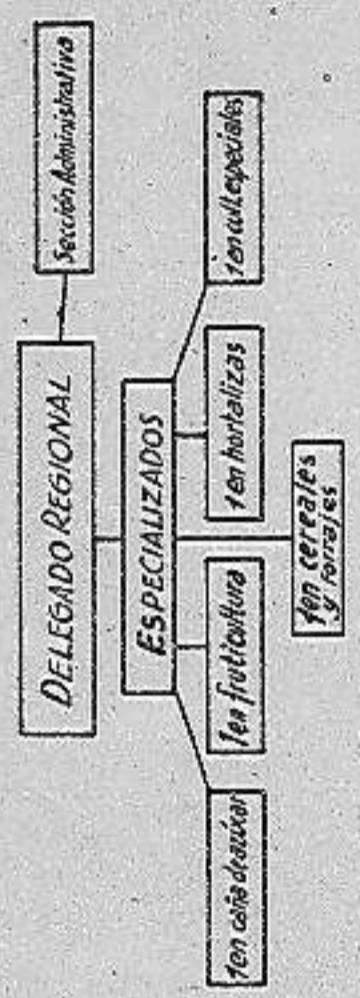 DELEGADO REGIONAL
Sección Administrativa
ESPECIALIZADOS
1 en caña de azúcar
1 en fruticultura
1 en cereales
y forrajes
1 en hortalizas
1 en cult. especiales